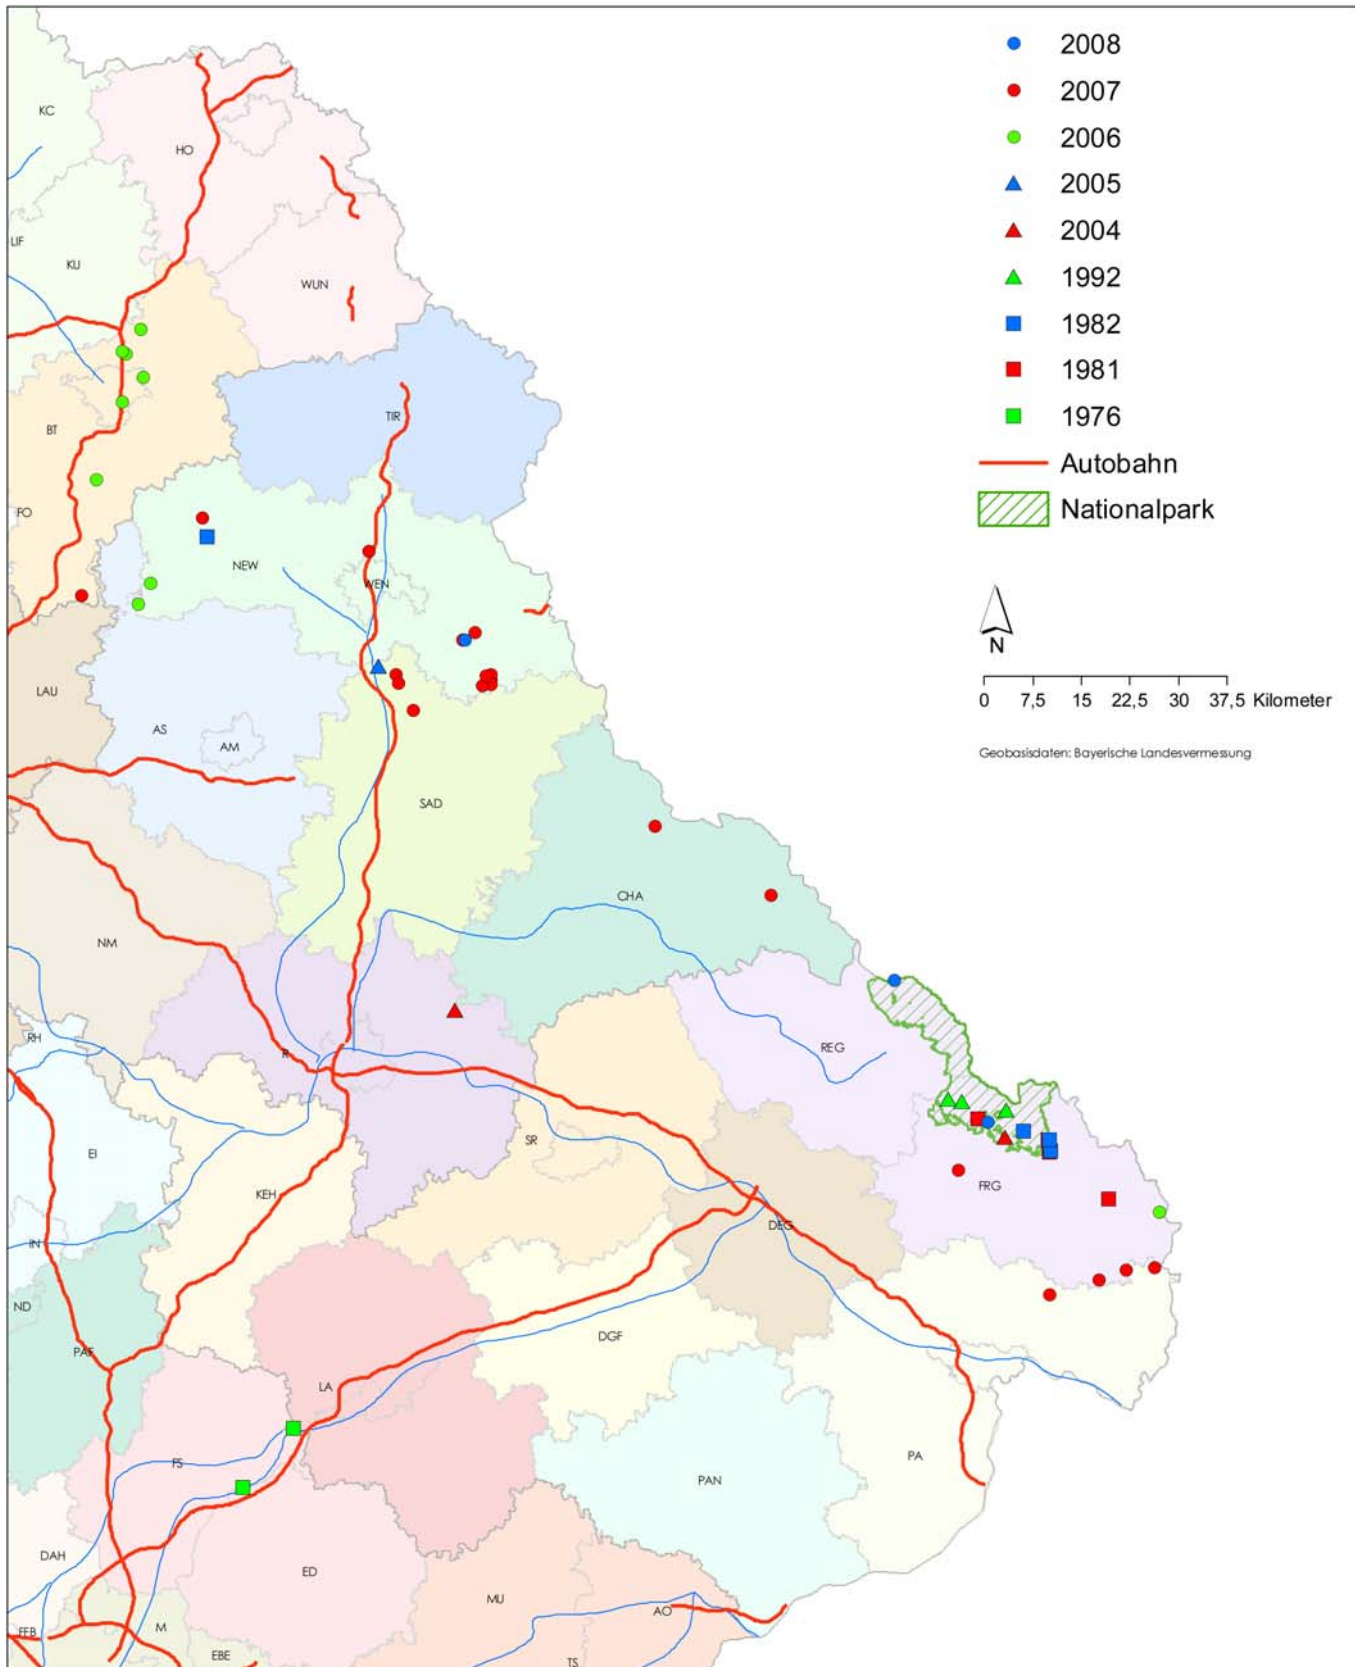 2008
2007
2006
2005
2004
1992
1982
1981
1976
Autobahn
Nationalpark
N
0 7,5 15 22,5 30 37,5 Kilometer
Geobasisdaten: Bayerische Landesvermessung
KC
HO
LIF
KU
WUN
TIR
BT
FO
NEW
WEN
LAU
AS
AM
SAD
CHA
NM
RH
R
REG
EI
SR
KEH
FRG
DEG
IN
ND
PAF
DGF
LA
FS
PA
PAN
DAH
ED
MU
AO
FFB
M
EBE
TS